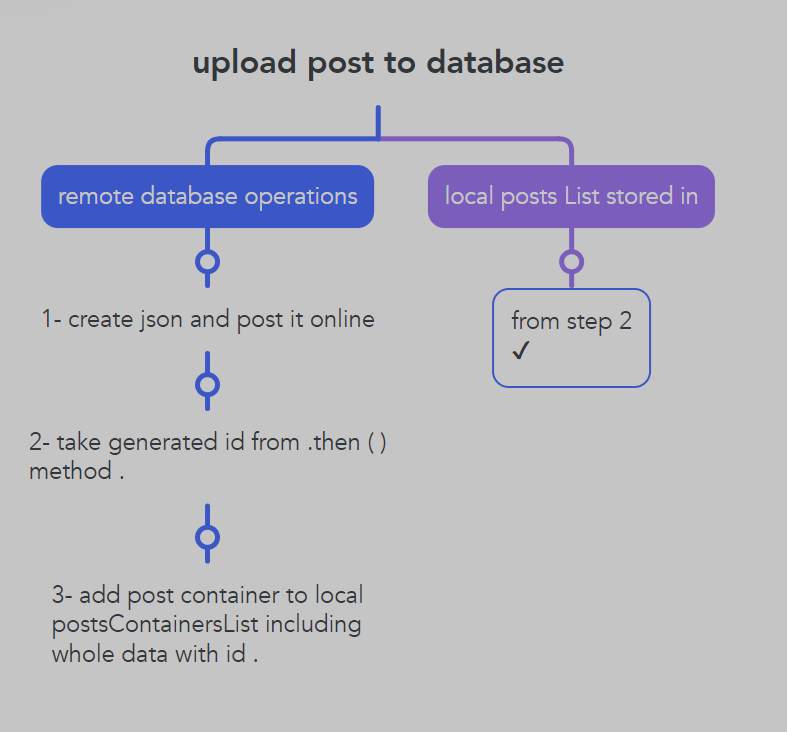 upload post to database
remote database operations
local posts List stored in
1- create json and post it online
from step 2
✓
2- take generated id from .then ( )
method .
3- add post container to local
postsContainersList including
whole data with id .